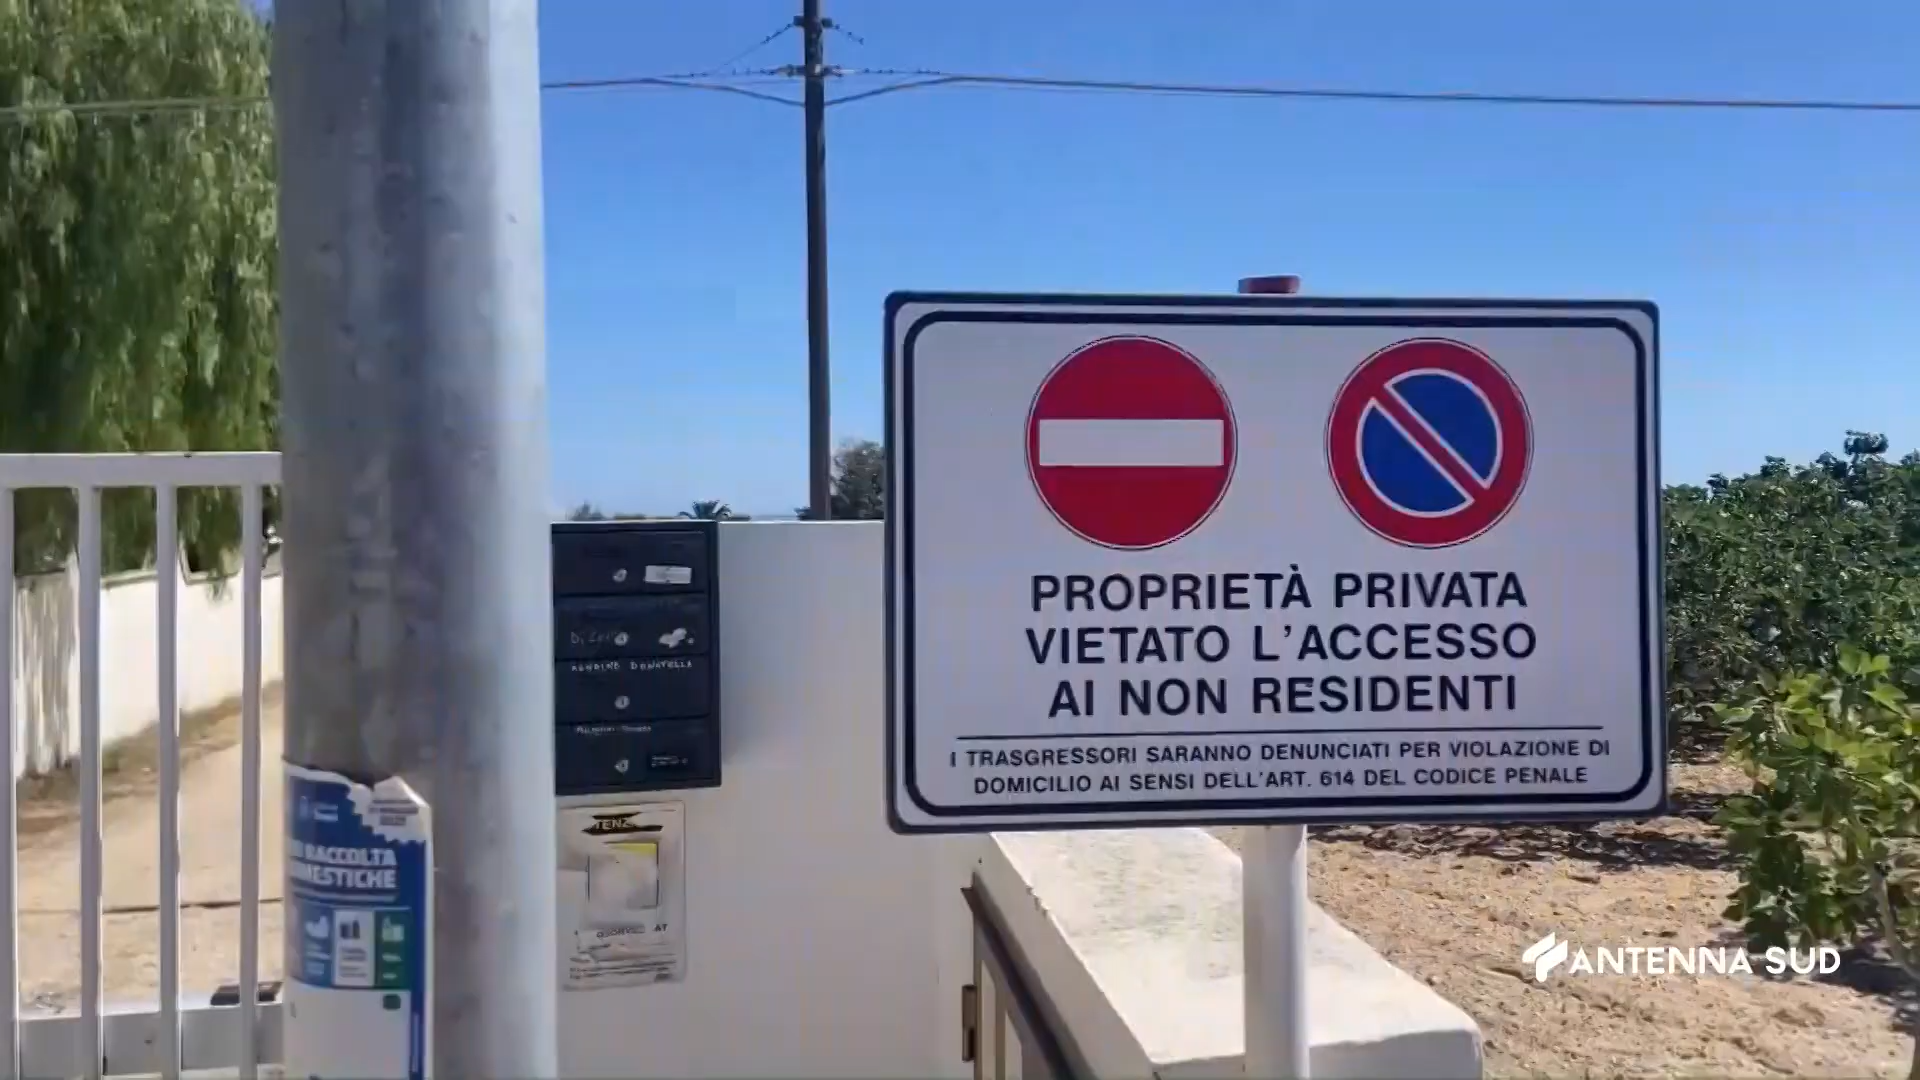 PROPRIETÀ PRIVATA
VIETATO L'ACCESSO
AI NON RESIDENTI
I TRASGRESSORI SARANNO DENUNCIATI PER VIOLAZIONE DI
DOMICILIO AI SENSI DELL'ART. 614 DEL CODICE PENALE
DONATELLA
RACCOLTA
ANTENNA SUD